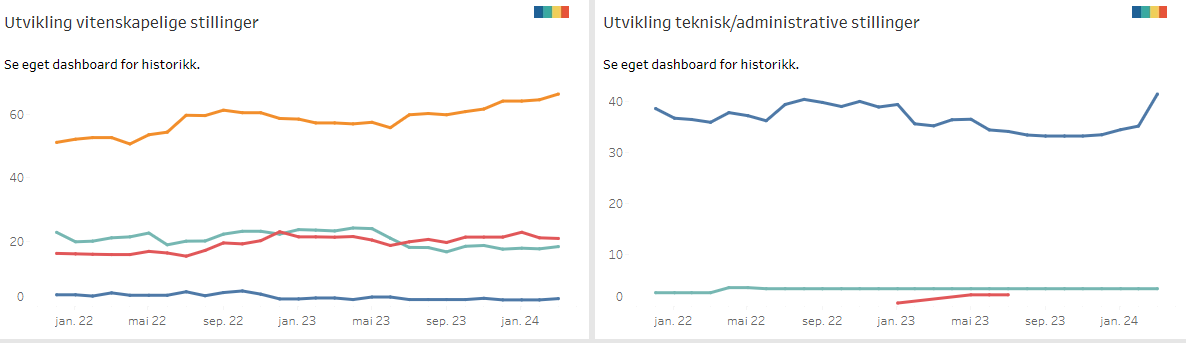 Utvikling vitenskapelige stillinger
Se eget dashboard for historikk.
60
40
20
0
jan. 22 mai 22 sep. 22 jan. 23 mai 23 sep. 23 jan. 24
Utvikling teknisk/administrative stillinger
Se eget dashboard for historikk.
40
30
20
10
0
jan. 22 mai 22 sep. 22 jan. 23 mai 23 sep. 23 jan. 24